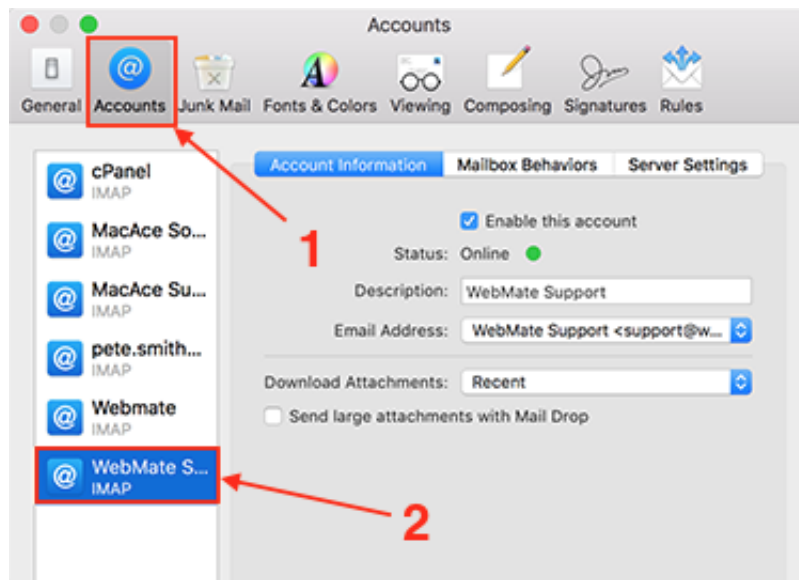 Accounts
General Accounts Junk Mail Fonts & Colors Viewing Composing Signatures Rules
Account Information Mailbox Behaviors Server Settings
cPanel
IMAP
MacAce So...
IMAP
MacAce Su...
IMAP
pete.smith...
IMAP
Webmate
IMAP
WebMate S...
IMAP
Enable this account
Status: Online
Description: WebMate Support
Email Address: WebMate Support <support@w...
Download Attachments: Recent
Send large attachments with Mail Drop
1
2